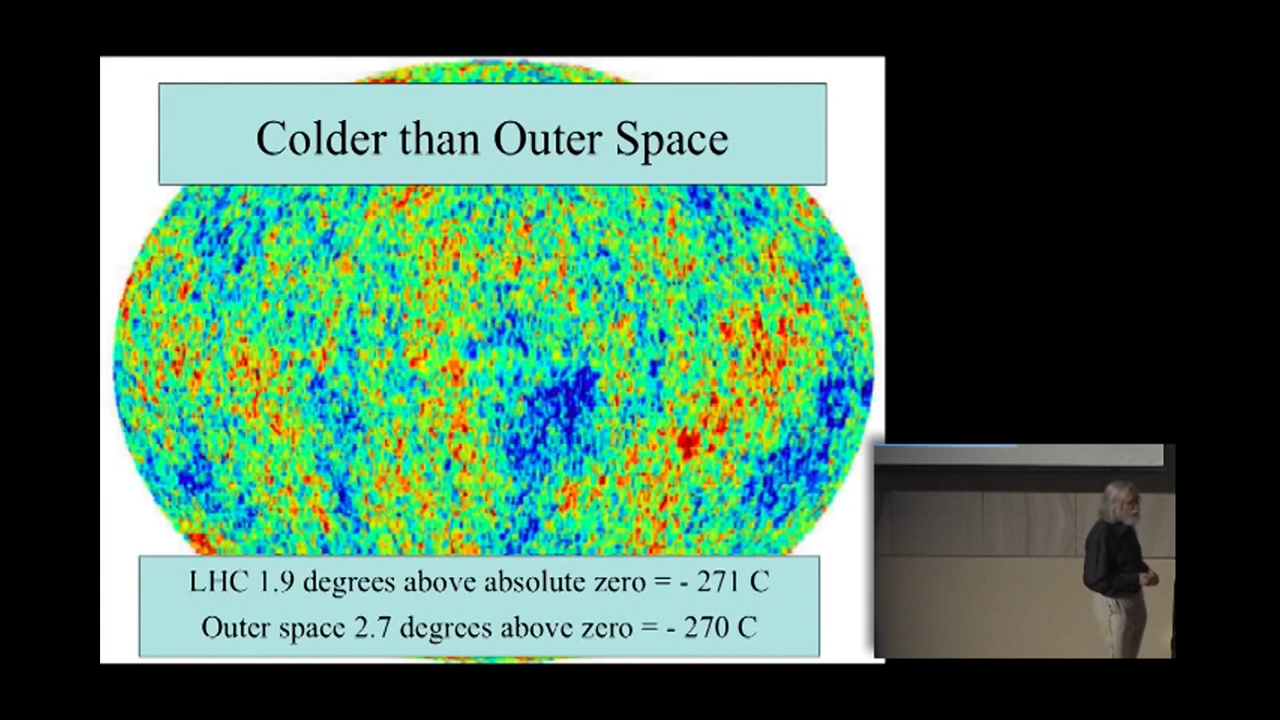 Colder than Outer Space
LHC 1.9 degrees above absolute zero = - 271 C
Outer space 2.7 degrees above zero = - 270 C